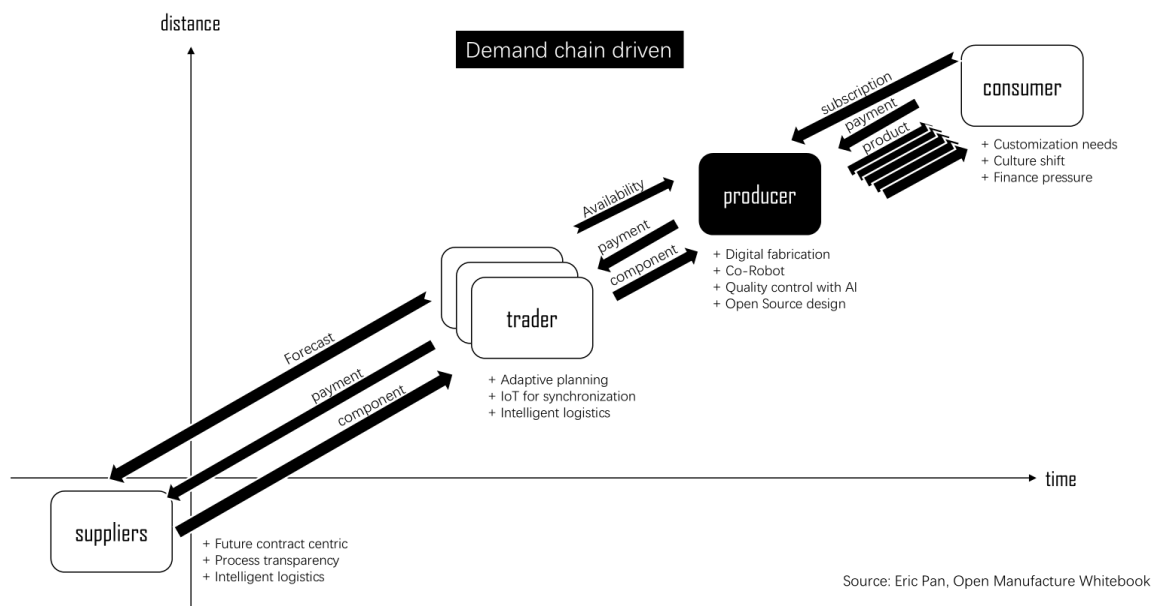 distance
Demand chain driven
consumer
subscription
payment
product
+ Customization needs
+ Culture shift
+ Finance pressure
producer
Availability
payment
component
+ Digital fabrication
+ Co-Robot
+ Quality control with AI
+ Open Source design
trader
Forecast
payment
component
+ Adaptive planning
+ IoT for synchronization
+ Intelligent logistics
time
suppliers
+ Future contract centric
+ Process transparency
+ Intelligent logistics
Source: Eric Pan, Open Manufacture Whitebook